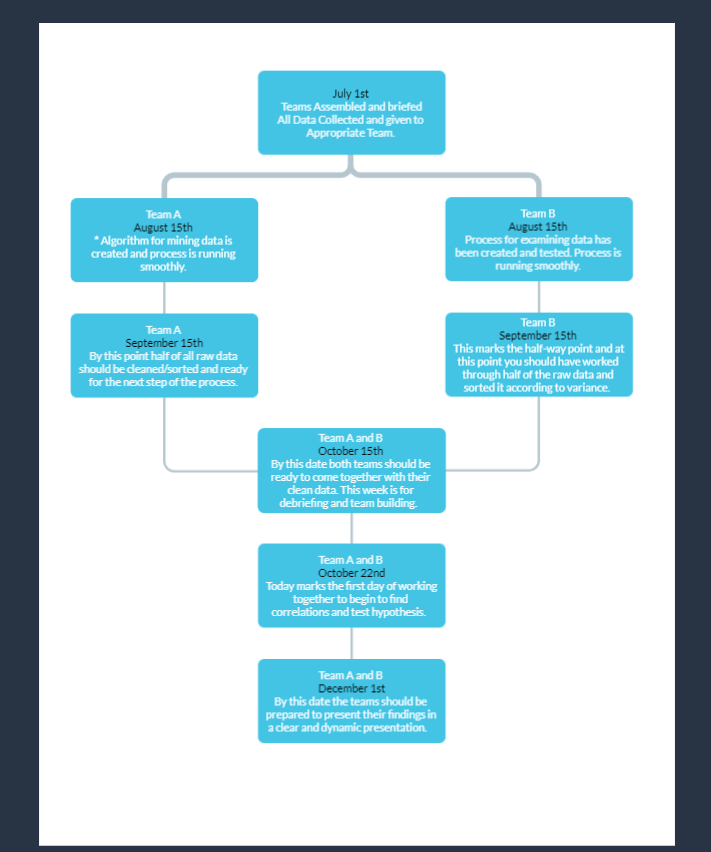 July 1st
Teams Assembled and briefed
All Data Collected and given to
Appropriate Team.
Team A
August 15th
* Algorithm for mining data is
created and process is running
smoothly.
Team B
August 15th
Process for examining data has
been created and tested. Process is
running smoothly.
Team A
September 15th
By this point half of all raw data
should be cleaned/sorted and ready
for the next step of the process.
Team B
September 15th
This marks the half-way point and at
this point you should have worked
through half of the raw data and
sorted it according to variance.
Team A and B
October 15th
By this date both teams should be
ready to come together with their
clean data. This week is for
debriefing and team building.
Team A and B
October 22nd
Today marks the first day of working
together to begin to find
correlations and test hypothesis.
Team A and B
December 1st
By this date the teams should be
prepared to present their findings in
a clear and dynamic presentation.